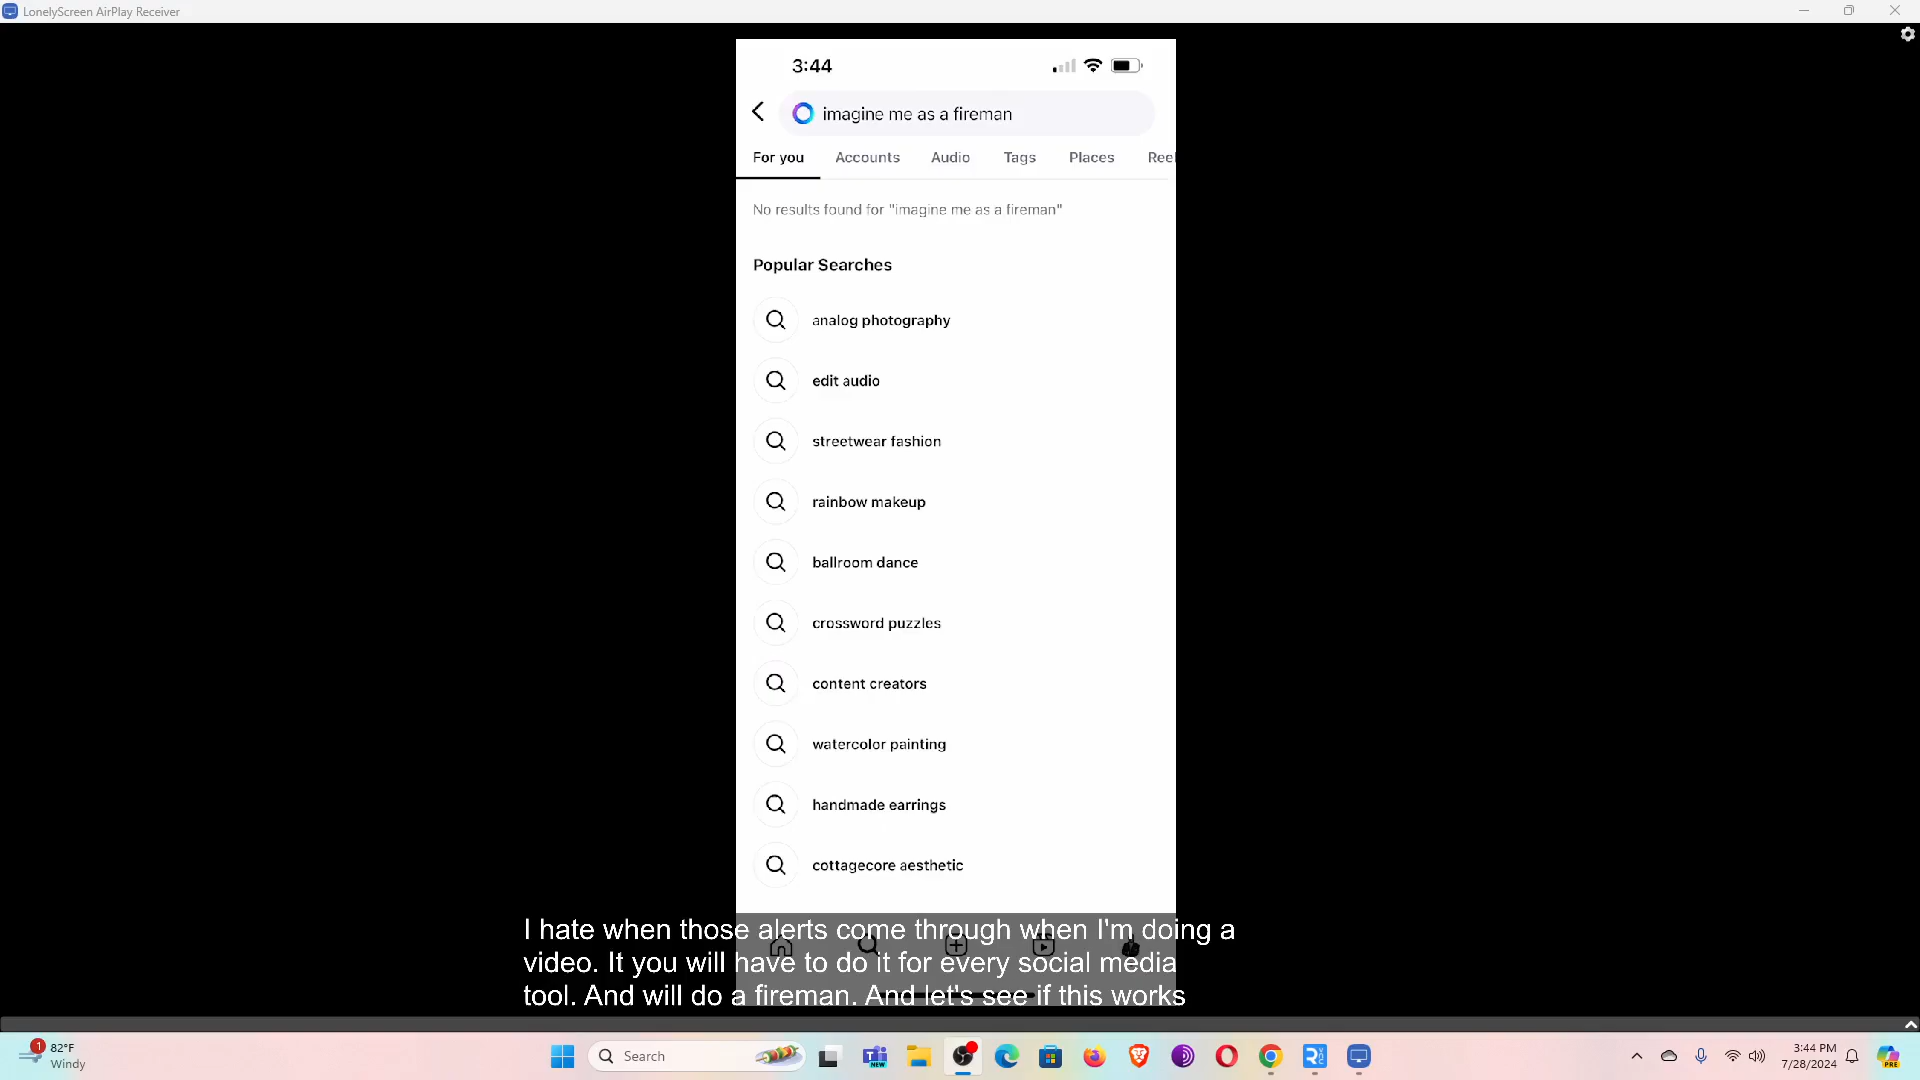 LonelyScreen AirPlay Receiver
3:44
imagine me as a fireman
For you Accounts Audio Tags Places Reel
No results found for "imagine me as a fireman"
Popular Searches
analog photography
edit audio
streetwear fashion
rainbow makeup
ballroom dance
crossword puzzles
content creators
watercolor painting
handmade earrings
cottagecore aesthetic
I hate when those alerts come through when I'm doing a
video. It you will have to do it for every social media
tool. And will do a fireman. And let's see if this works
1
82°F
Windy
Search
NEW
3:44 PM
7/28/2024
PRE